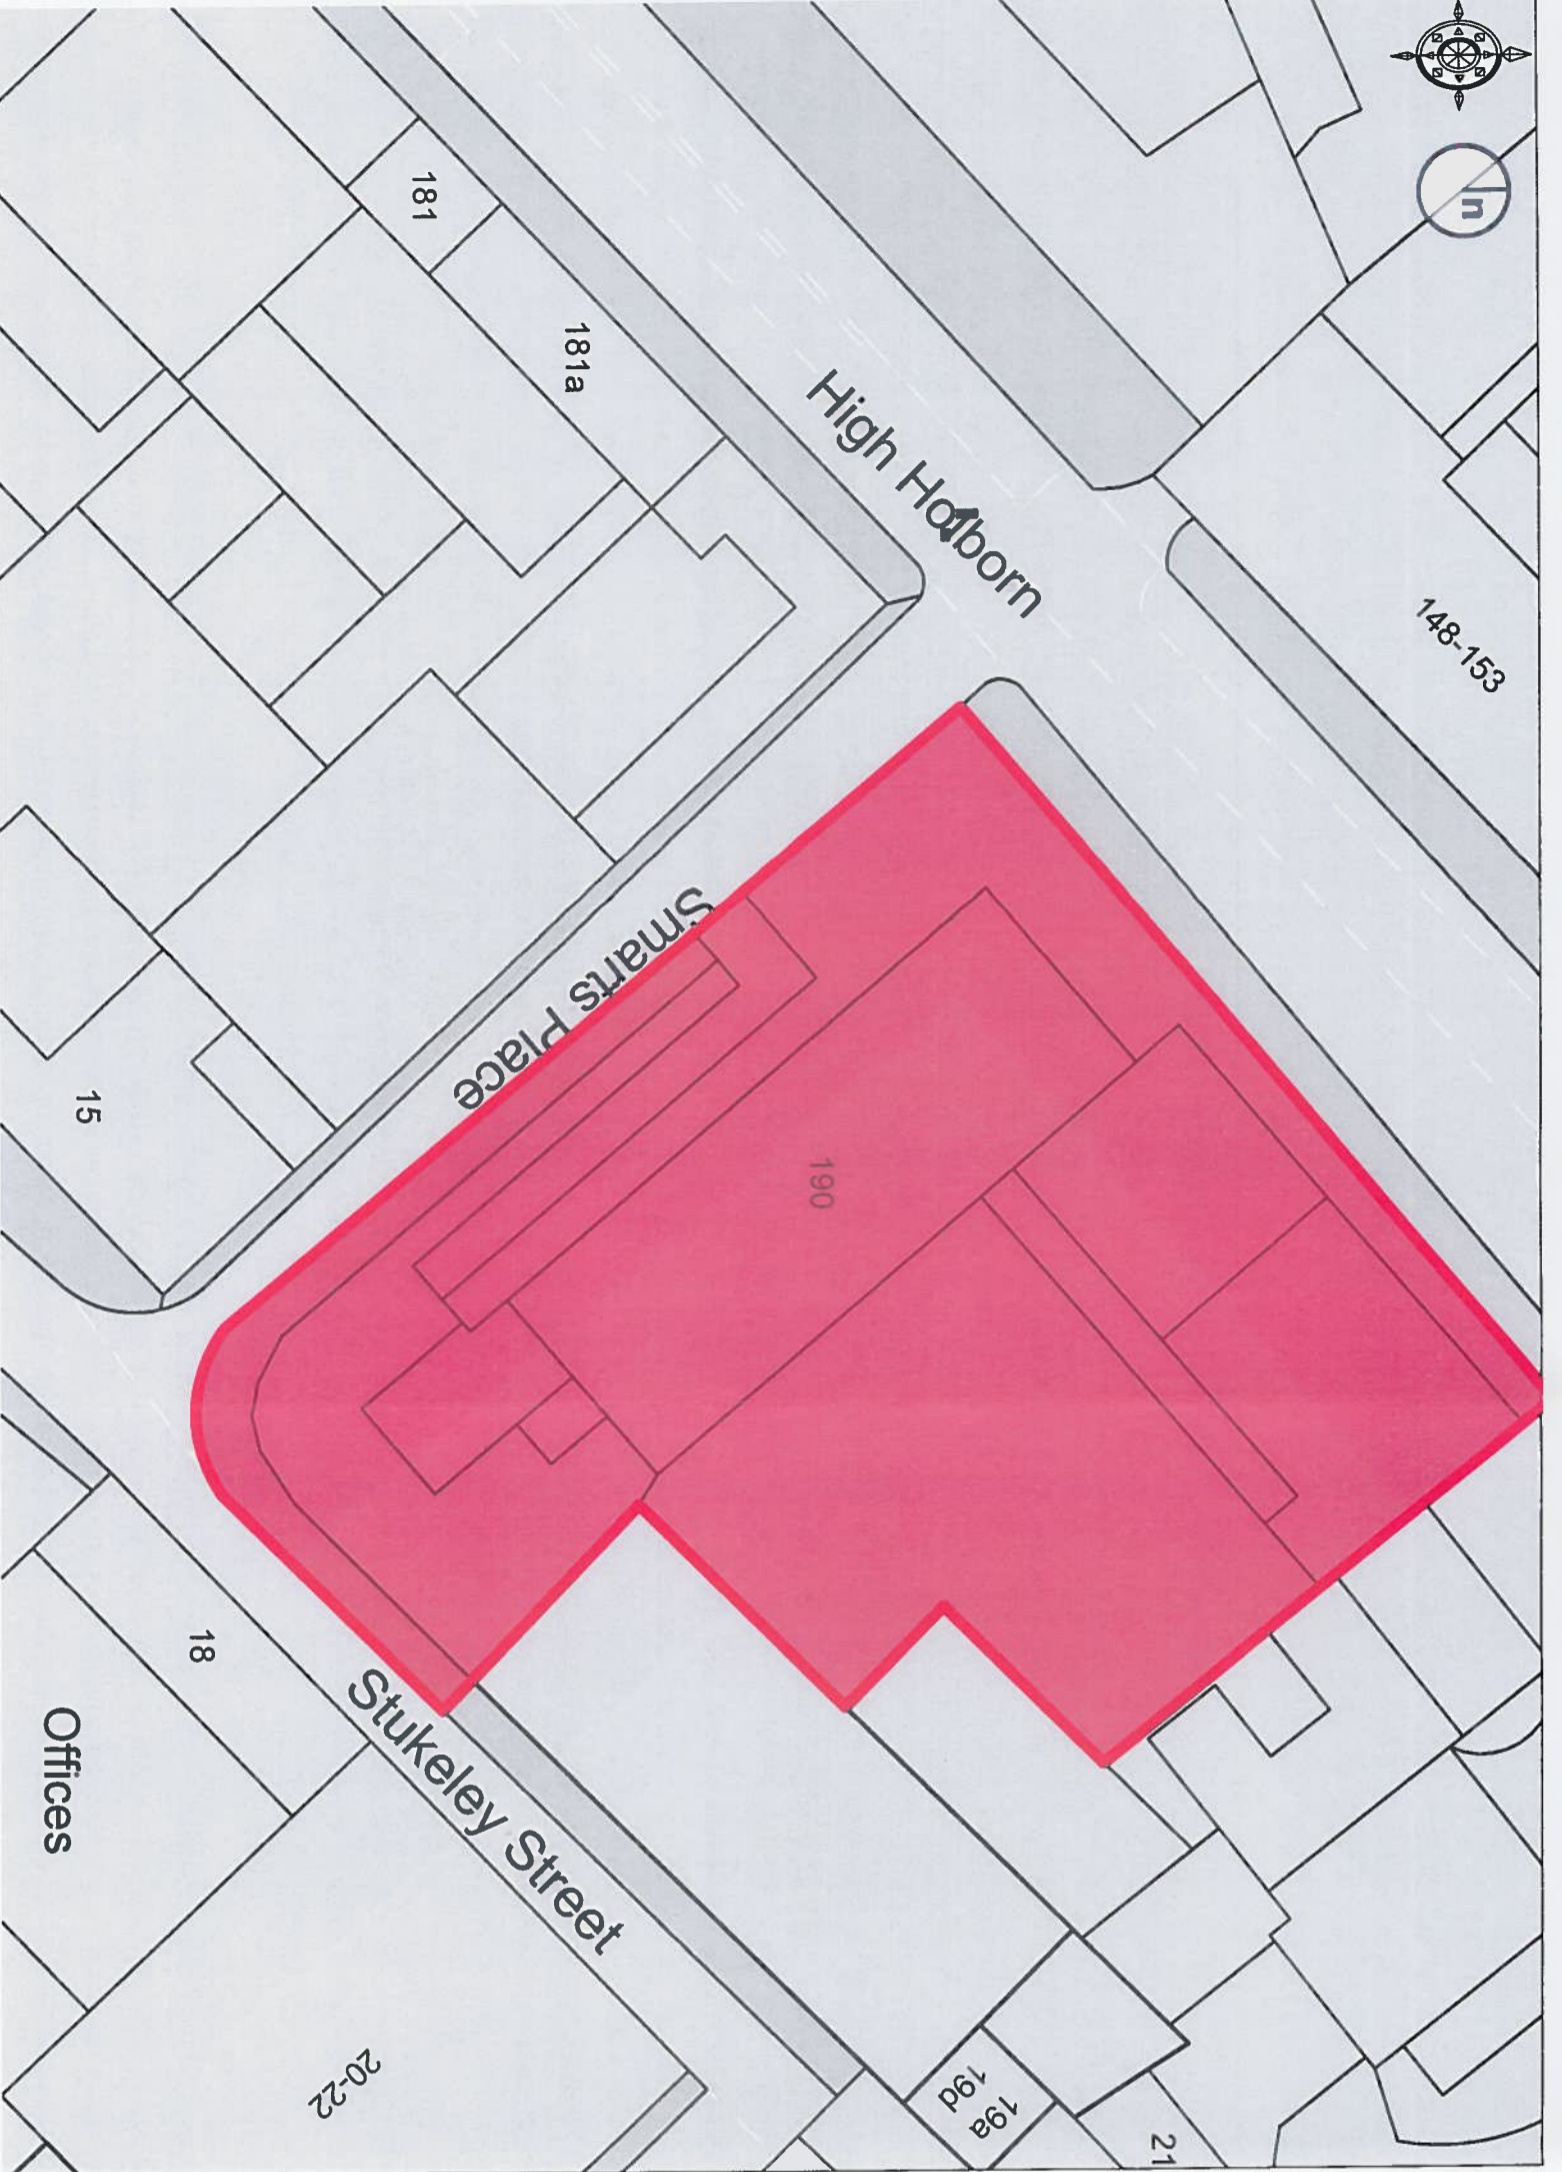 n
181
181a
High Holborn
148-153
Smarts Place
190
15
18
Stukeley Street
Offices
20-22
19a
19d
21